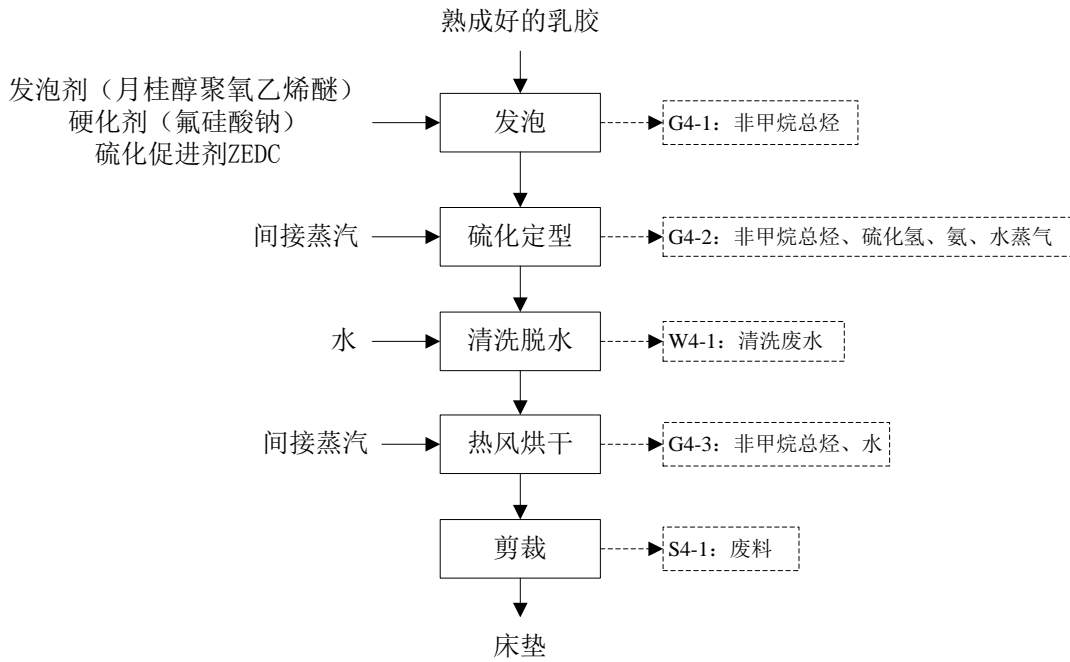 熟成好的乳胶
发泡剂（月桂醇聚氧乙烯醚）
硬化剂（氟硅酸钠）
硫化促进剂ZEDC
发泡
G4-1：非甲烷总烃
间接蒸汽
硫化定型
G4-2：非甲烷总烃、硫化氢、氨、水蒸气
水
清洗脱水
W4-1：清洗废水
间接蒸汽
热风烘干
G4-3：非甲烷总烃、水
剪裁
S4-1：废料
床垫